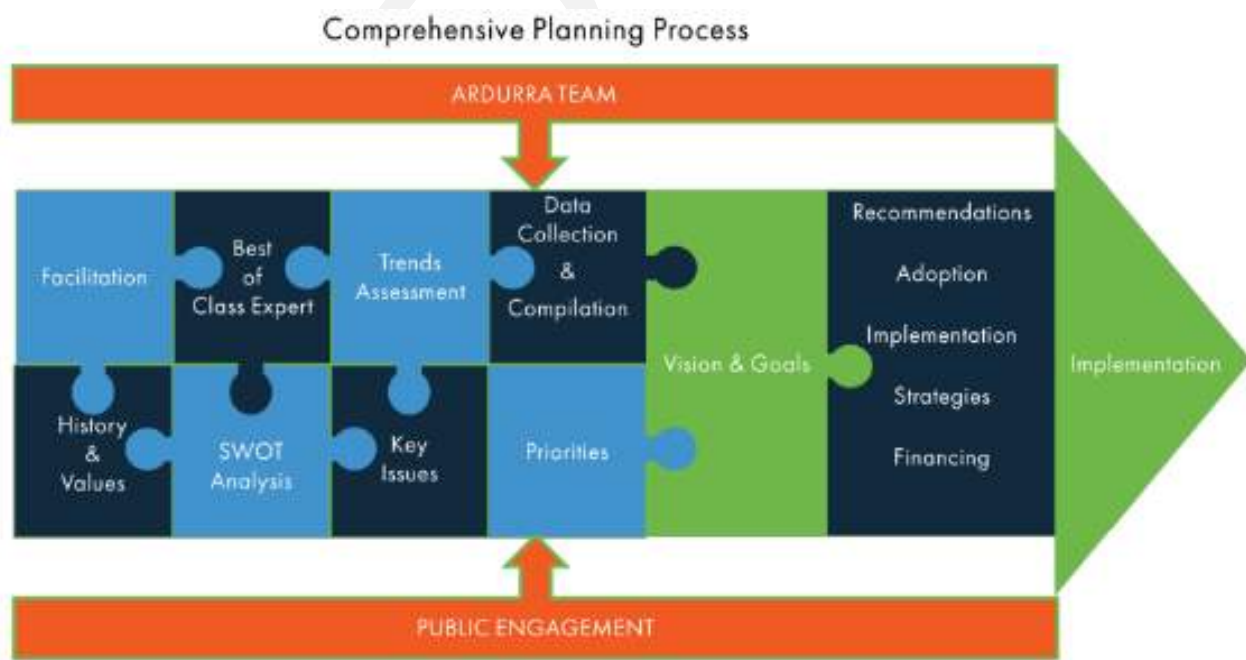 Comprehensive Planning Process
ARDURRA TEAM
Facilitation
Best
of
Class Expert
Trends
Assessment
Data
Collection
&
Compilation
History
&
Values
SWOT
Analysis
Key
Issues
Priorities
Vision & Goals
Recommendations
Adoption
Implementation
Strategies
Financing
Implementation
PUBLIC ENGAGEMENT